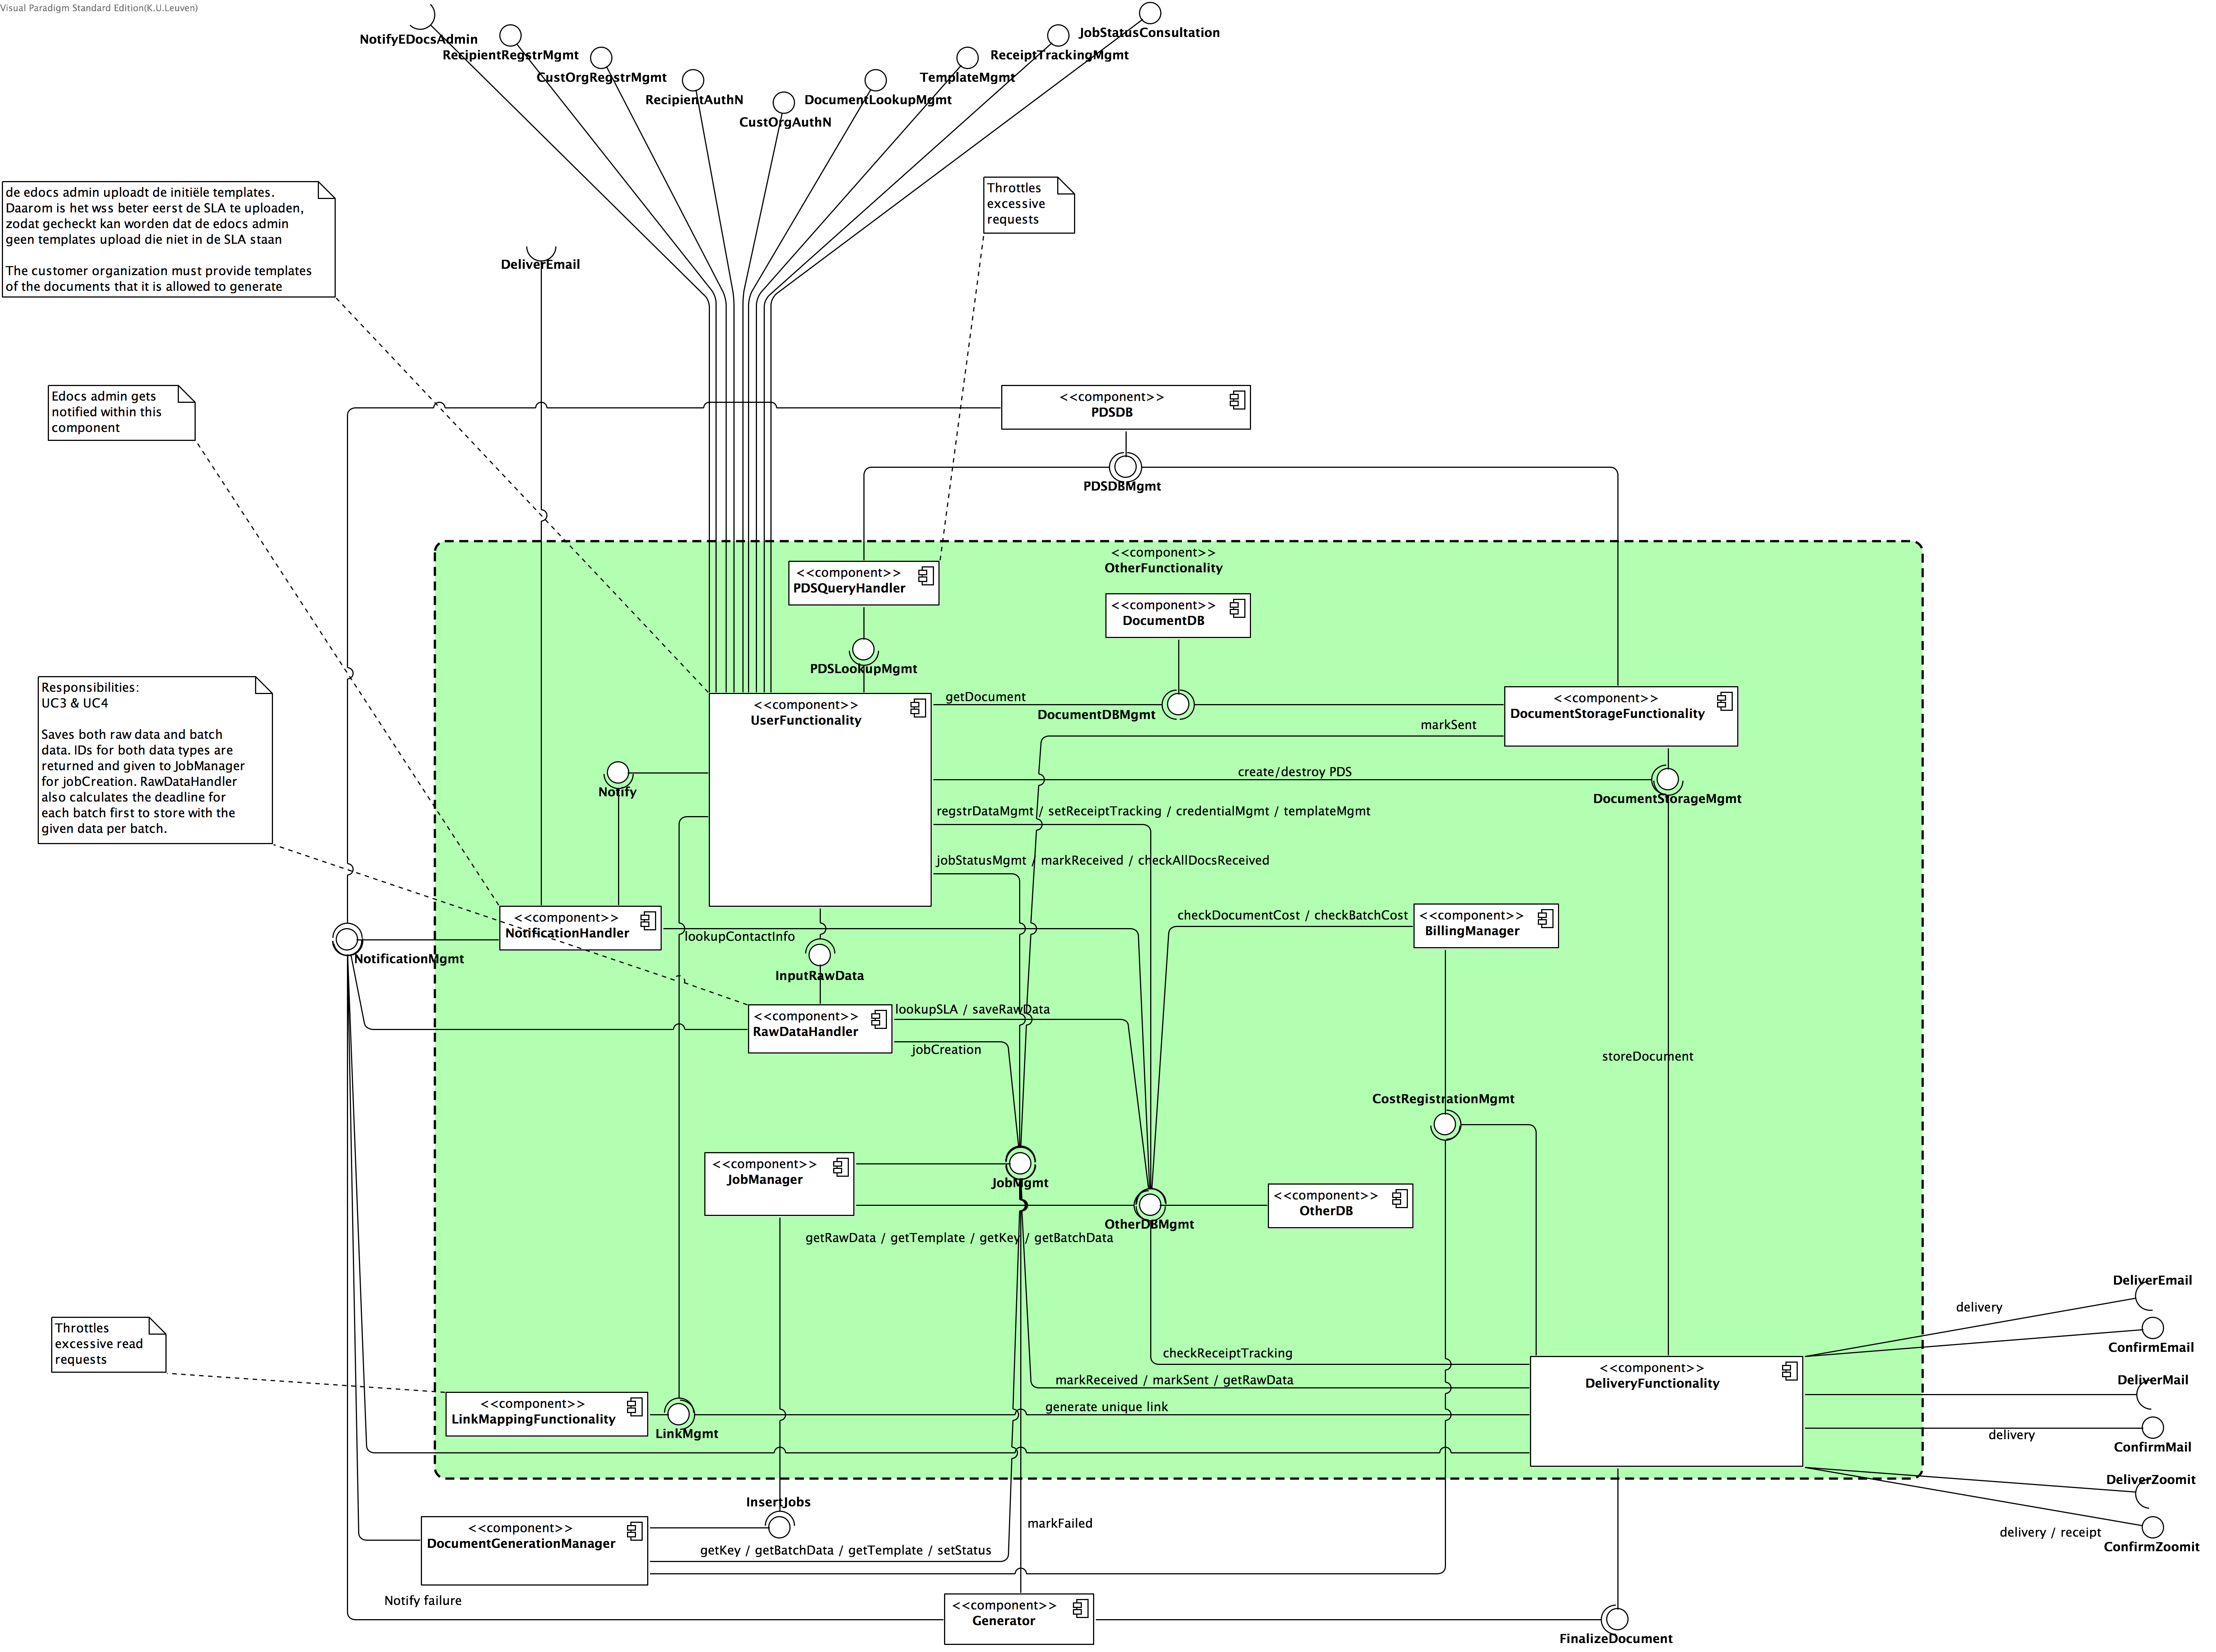 Visual Paradigm Standard Edition(K.U.Leuven)
NotifyEDocsAdmin
RecipientRegstrMgmt
CustOrgRegstrMgmt
RecipientAuthN
CustOrgAuthN
DocumentLookupMgmt
TemplateMgmt
ReceiptTrackingMgmt
JobStatusConsultation
de edocs admin uploadt de initiële templates.
Daarom is het wss beter eerst de SLA te uploaden,
zodat gecheckt kan worden dat de edocs admin
geen templates upload die niet in de SLA staan
The customer organization must provide templates
of the documents that it is allowed to generate
Throttles
excessive
requests
DeliverEmail
Edocs admin gets
notified within this
component
<<component>>
PDSDB
PDSDBMgmt
<<component>>
OtherFunctionality
<<component>>
PDSQueryHandler
<<component>>
DocumentDB
PDSLookupMgmt
Responsibilities:
UC3 & UC4
Saves both raw data and batch
data. IDs for both data types are
returned and given to JobManager
for jobCreation. RawDataHandler
also calculates the deadline for
each batch first to store with the
given data per batch.
<<component>>
UserFunctionality
getDocument
DocumentDBMgmt
<<component>>
DocumentStorageFunctionality
markSent
Notify
create/destroy PDS
DocumentStorageMgmt
regstrDataMgmt / setReceiptTracking / credentialMgmt / templateMgmt
jobStatusMgmt / markReceived / checkAllDocsReceived
<<component>>
NotificationHandler
lookupContactInfo
NotificationMgmt
InputRawData
checkDocumentCost / checkBatchCost
<<component>>
BillingManager
<<component>>
RawDataHandler
lookupSLA / saveRawData
jobCreation
storeDocument
CostRegistrationMgmt
<<component>>
JobManager
JobMgmt
OtherDBMgmt
<<component>>
OtherDB
getRawData / getTemplate / getKey / getBatchData
Throttles
excessive read
requests
<<component>>
LinkMappingFunctionality
LinkMgmt
checkReceiptTracking
markReceived / markSent / getRawData
generate unique link
<<component>>
DeliveryFunctionality
DeliverEmail
delivery
ConfirmEmail
DeliverMail
delivery
ConfirmMail
DeliverZoomit
delivery / receipt
ConfirmZoomit
InsertJobs
<<component>>
DocumentGenerationManager
getKey / getBatchData / getTemplate / setStatus
markFailed
Notify failure
<<component>>
Generator
FinalizeDocument